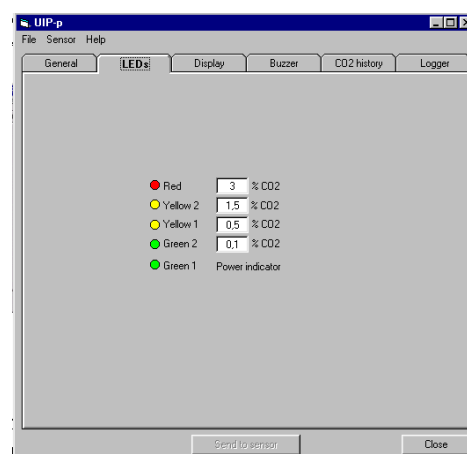 UIP-p
File Sensor Help
General LEDs Display Buzzer CO2 history Logger
Red 3 % CO2
Yellow 2 1,5 % CO2
Yellow 1 0,5 % CO2
Green 2 0,1 % CO2
Green 1 Power indicator
Send to sensor Close